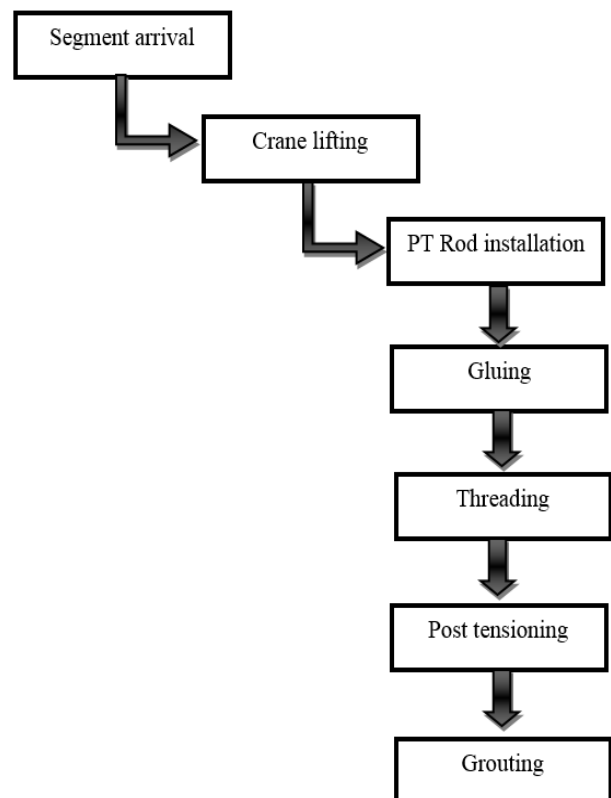 Segment arrival
Crane lifting
PT Rod installation
Gluing
Threading
Post tensioning
Grouting